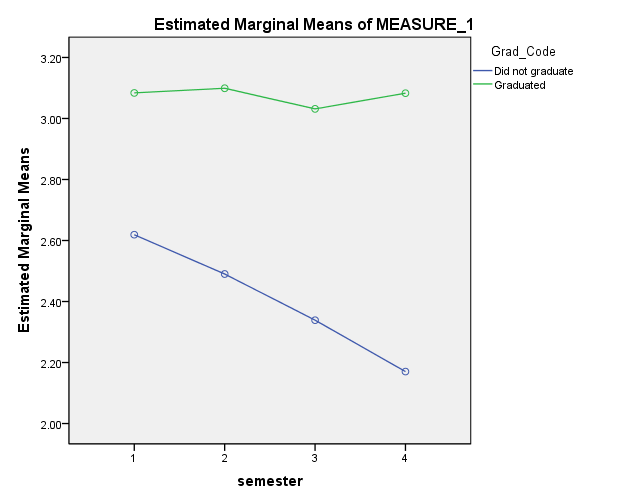 Estimated Marginal Means of MEASURE_1
Grad_Code
Did not graduate
Graduated
Estimated Marginal Means
3.20
3.00
2.80
2.60
2.40
2.20
2.00
1 2 3 4
semester